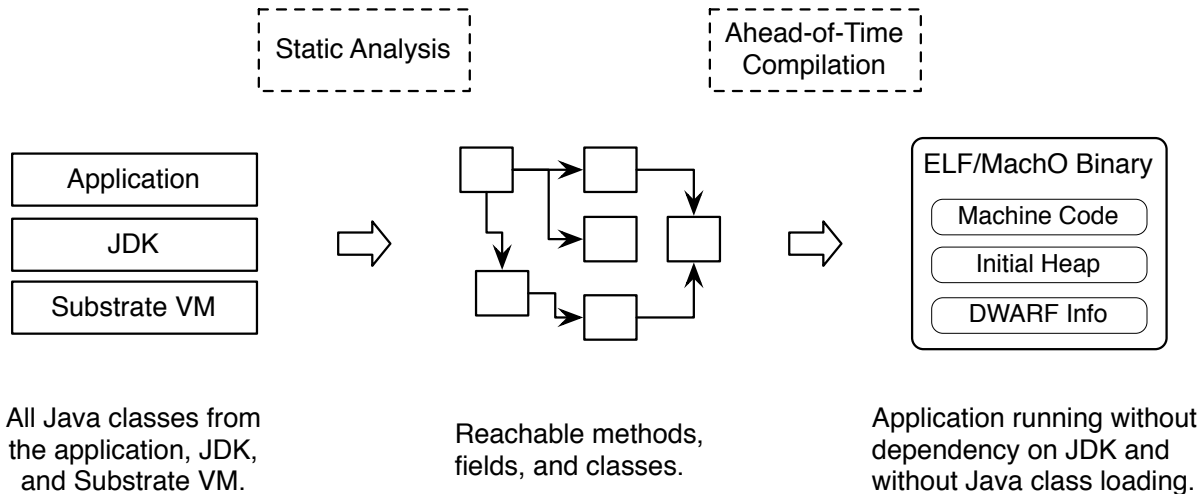 Static Analysis
Ahead-of-Time
Compilation
Application
JDK
Substrate VM
ELF/MachO Binary
Machine Code
Initial Heap
DWARF Info
All Java classes from
the application, JDK,
and Substrate VM.
Reachable methods,
fields, and classes.
Application running without
dependency on JDK and
without Java class loading.